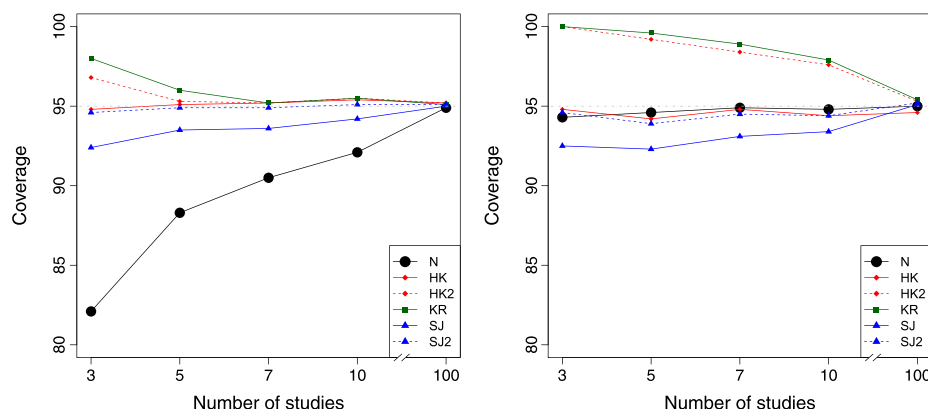 100
95
90
85
80
Coverage
N
HK
HK2
KR
SJ
SJ2
3 5 7 10 100
Number of studies
100
95
90
85
80
Coverage
N
HK
HK2
KR
SJ
SJ2
3 5 7 10 100
Number of studies